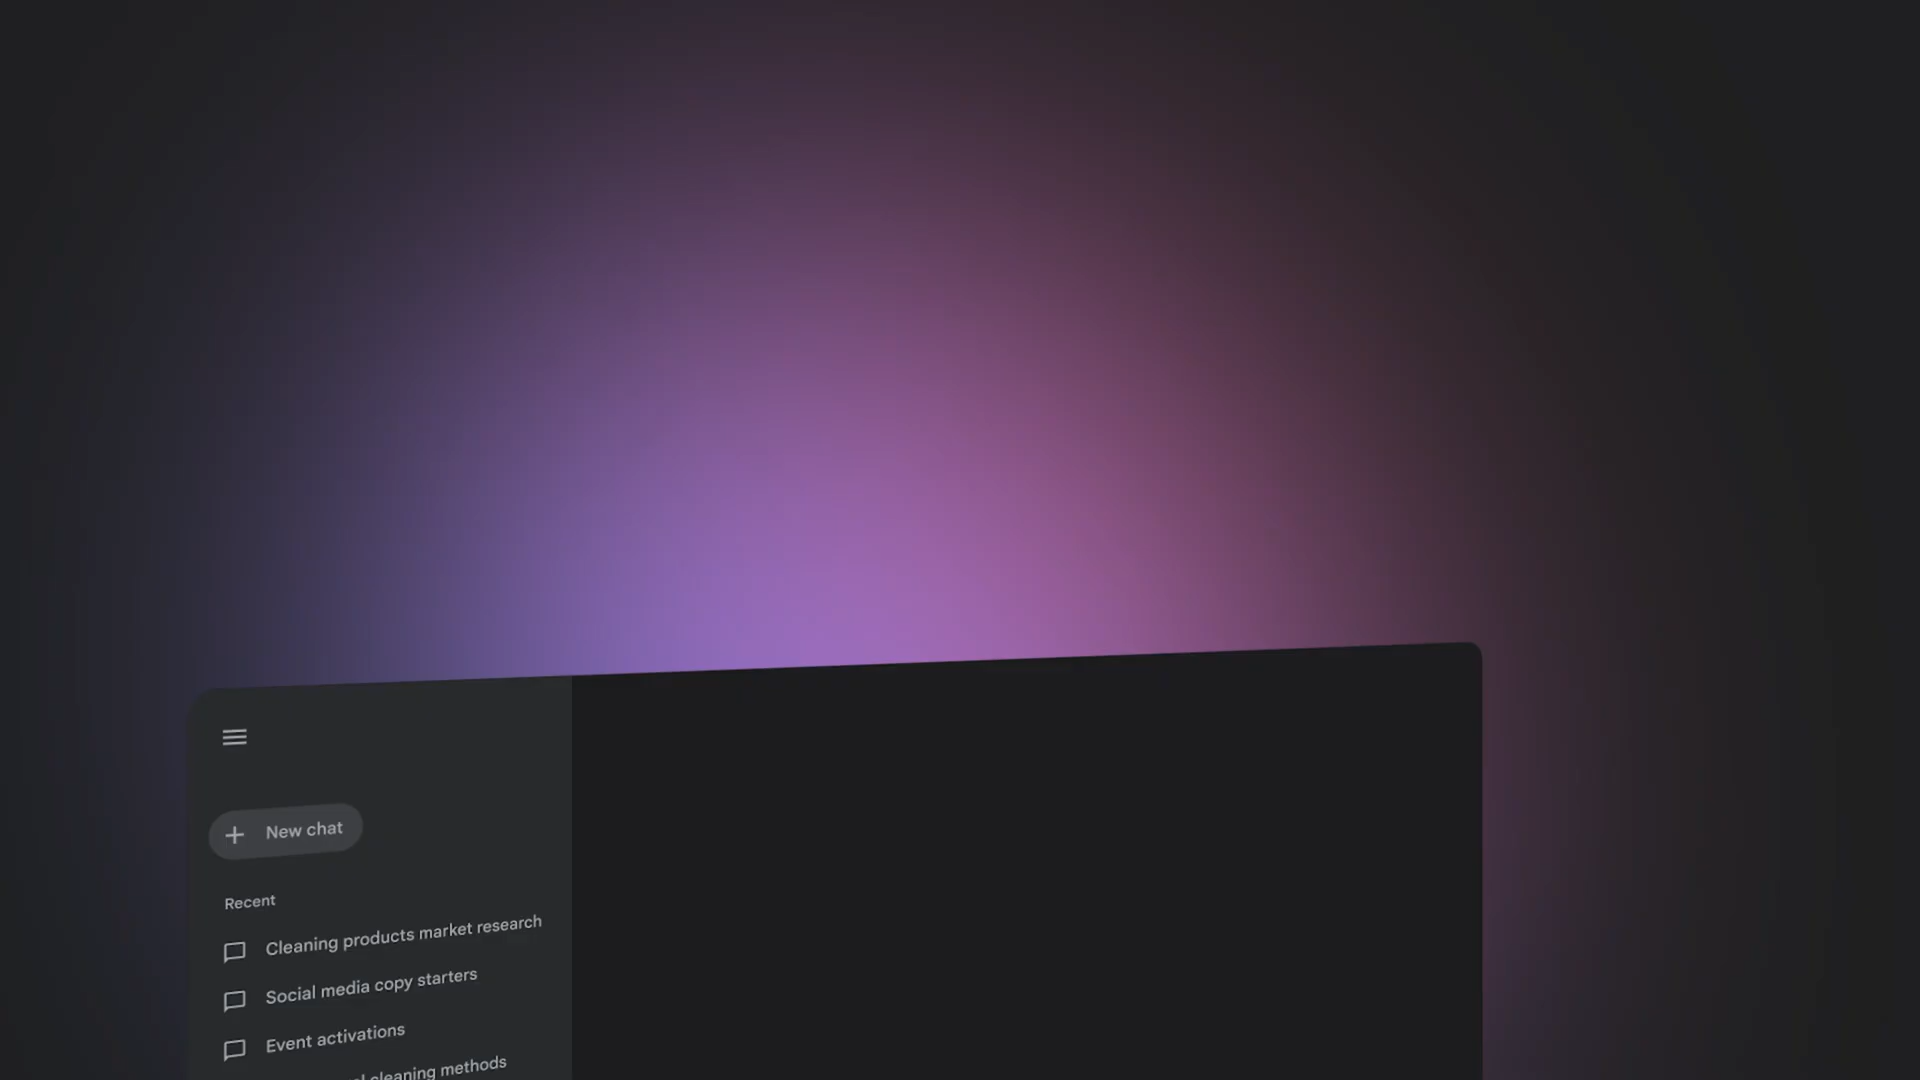 New chat
Recent
Cleaning products market research
Social media copy starters
Event activations
cleaning methods